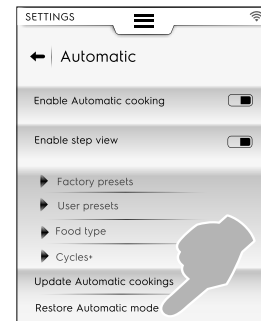 SETTINGS
Automatic
Enable Automatic cooking
Enable step view
Factory presets
User presets
Food type
Cycles+
Update Automatic cookings
Restore Automatic mode